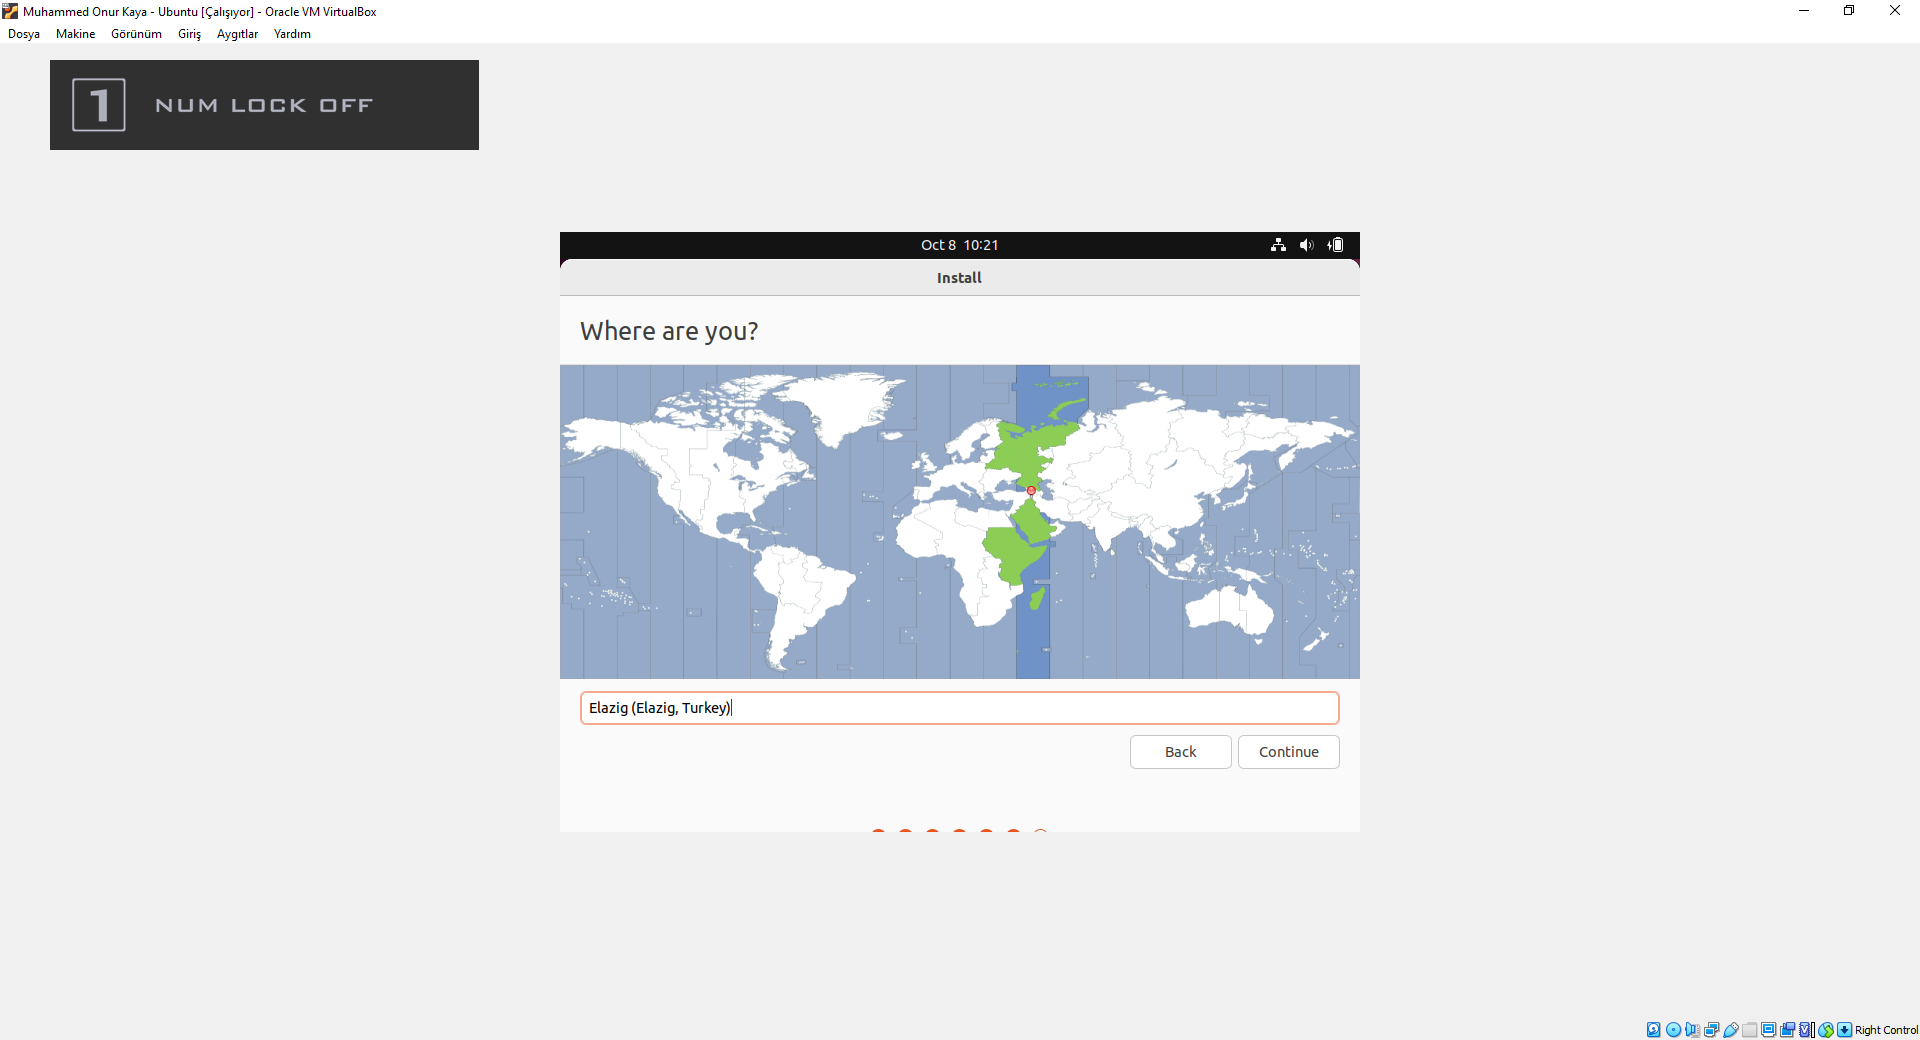 Muhammed Onur Kaya - Ubuntu [Çalışıyor] - Oracle VM VirtualBox
Dosya Makine Görünüm Giriş Aygıtlar Yardım
1 NUM LOCK OFF
Oct 8 10:21
Install
Where are you?
Elazig (Elazig, Turkey)
Back Continue
Right Control